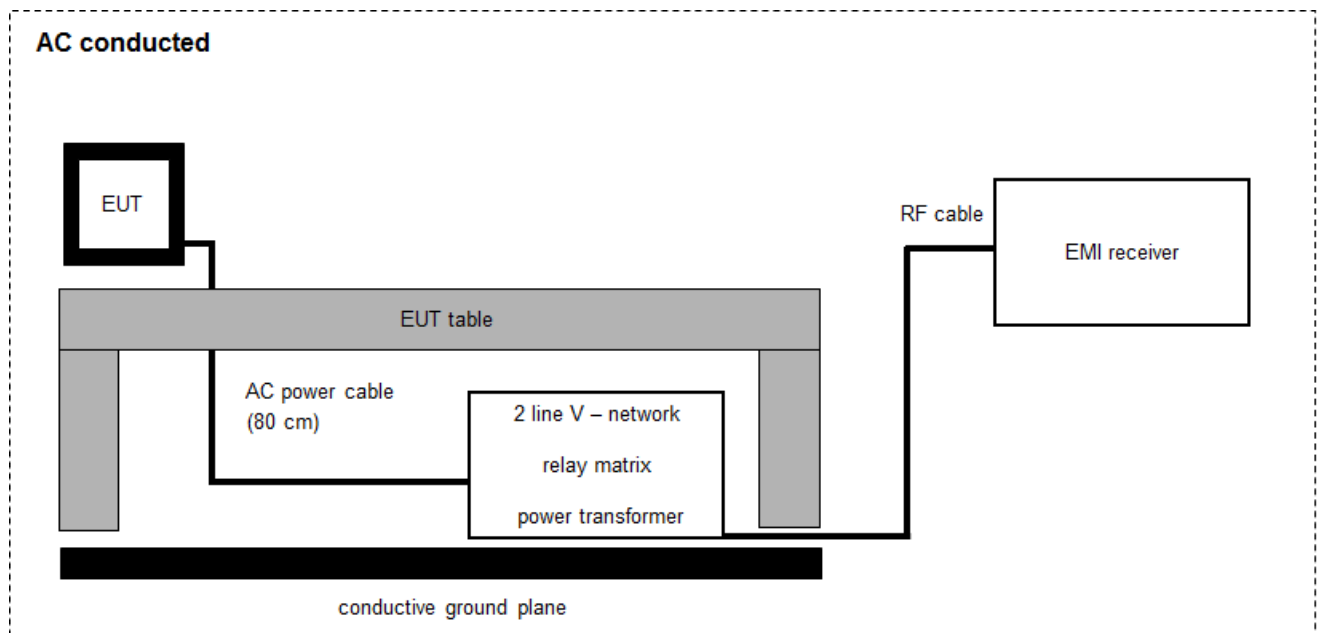 AC conducted
EUT
RF cable
EMI receiver
EUT table
AC power cable
(80 cm)
2 line V – network
relay matrix
power transformer
conductive ground plane